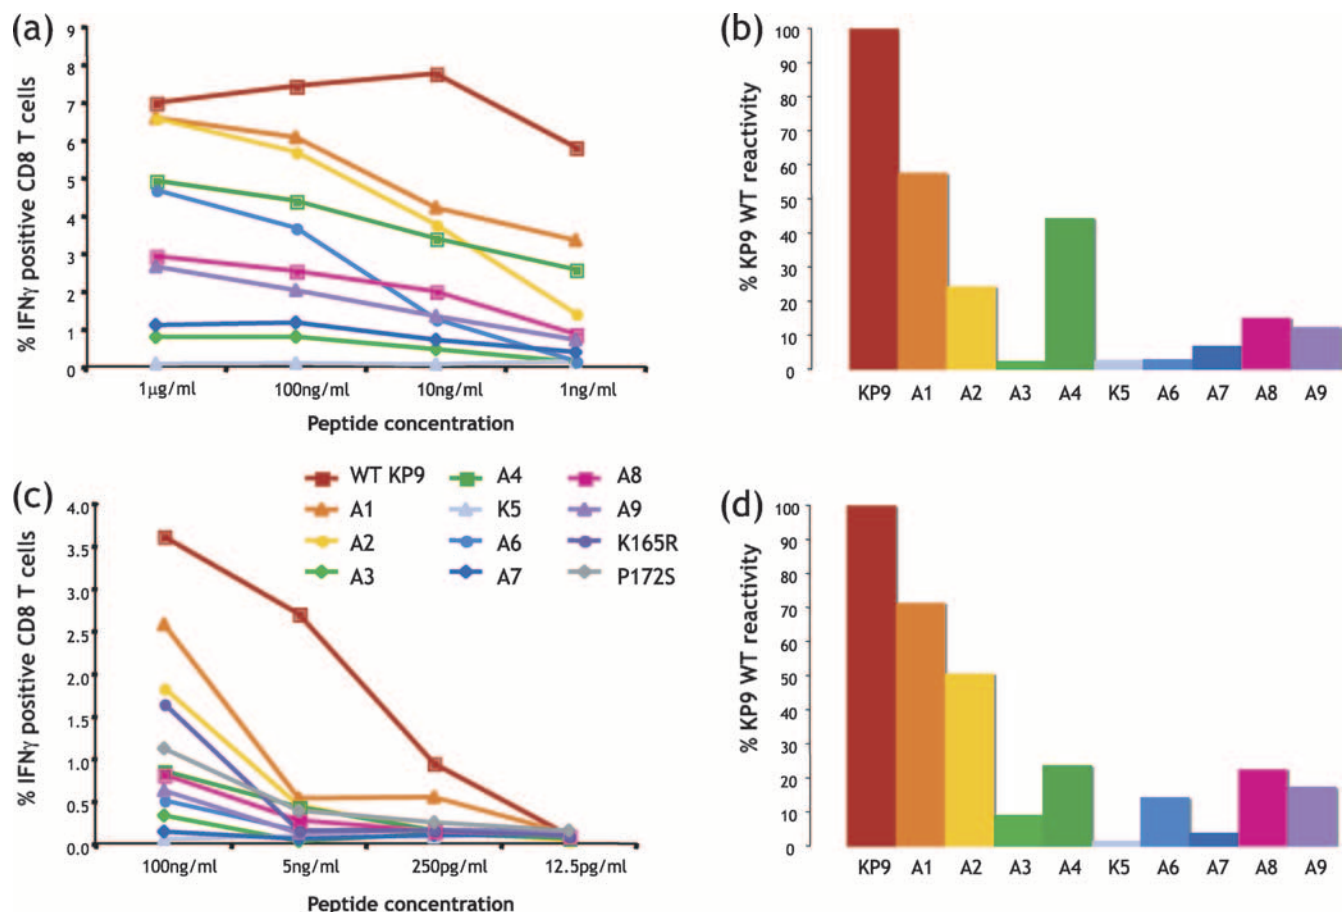 (a)
% IFNγ positive CD8 T cells
9
8
7
6
5
4
3
2
1
0
1μg/ml 100ng/ml 10ng/ml 1ng/ml
Peptide concentration
(b)
% KP9 WT reactivity
100
90
80
70
60
50
40
30
20
10
0
KP9 A1 A2 A3 A4 K5 A6 A7 A8 A9
(c)
% IFNγ positive CD8 T cells
4.0
3.5
3.0
2.5
2.0
1.5
1.0
0.5
0.0
100ng/ml 5ng/ml 250pg/ml 12.5pg/ml
Peptide concentration
WT KP9 A4 A8
A1 K5 A9
A2 A6 K165R
A3 A7 P172S
(d)
% KP9 WT reactivity
100
90
80
70
60
50
40
30
20
10
0
KP9 A1 A2 A3 A4 K5 A6 A7 A8 A9